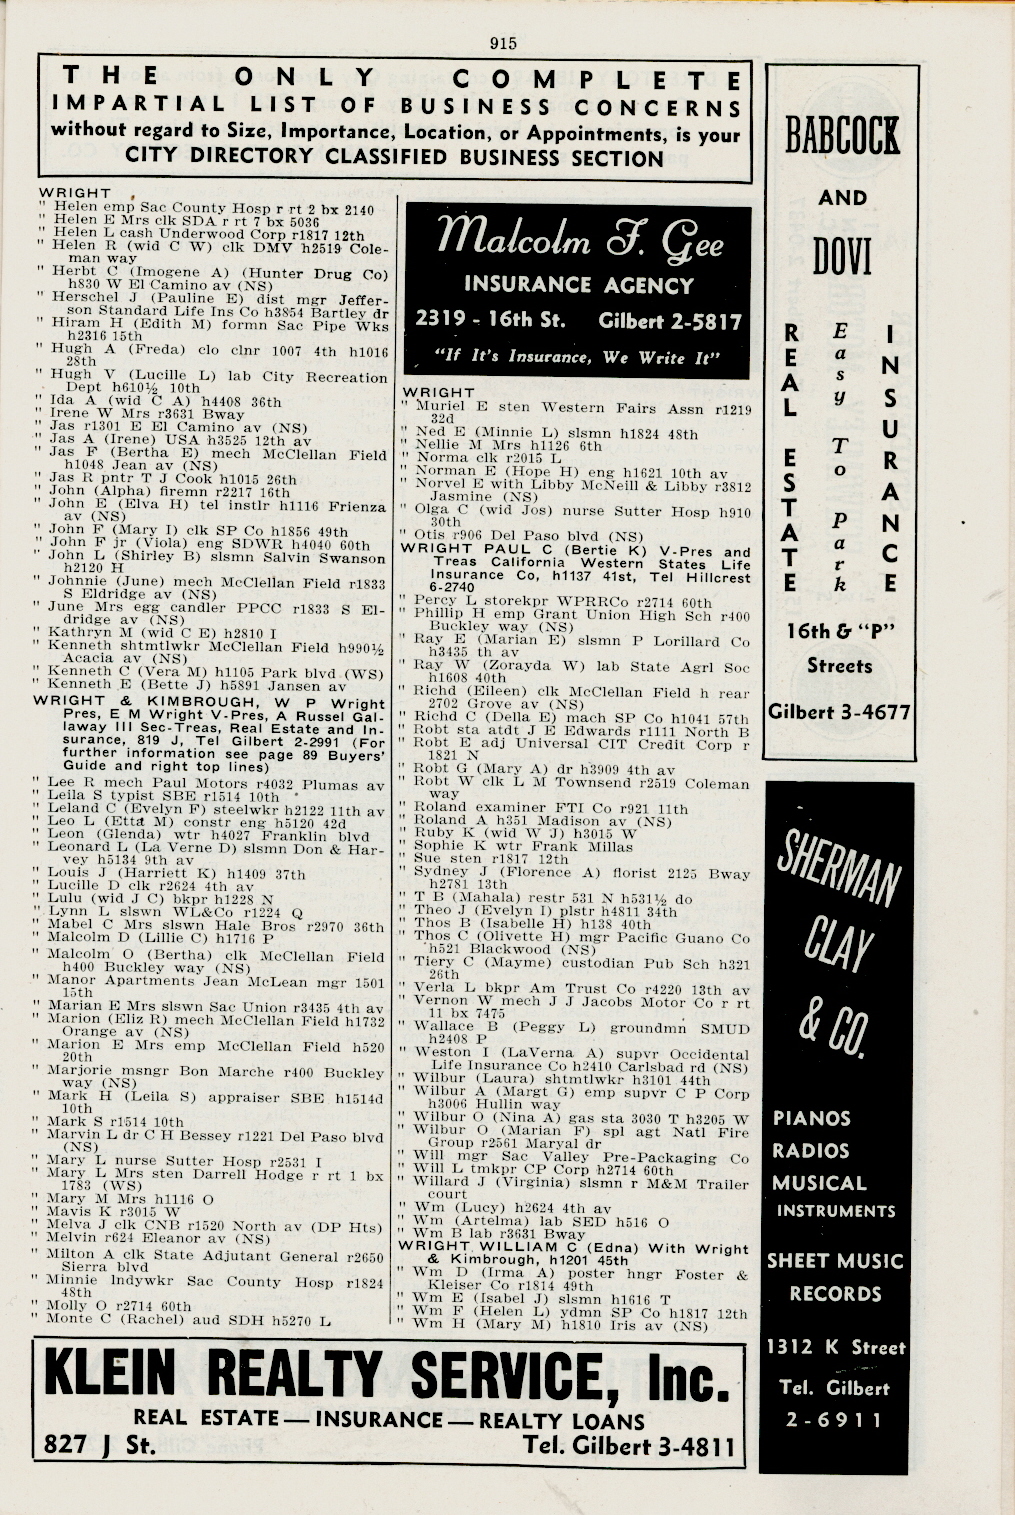 915
THE ONLY COMPLETE
IMPARTIAL LIST OF BUSINESS CONCERNS
without regard to Size, Importance, Location, or Appointments, is your
CITY DIRECTORY CLASSIFIED BUSINESS SECTION
WRIGHT
" Helen emp Sac County Hosp r rt 2 bx 2140
" Helen E Mrs clk SDA r rt 7 bx 5036
" Helen L cash Underwood Corp r1817 12th
" Helen R (wid C W) clk DMV h2519 Cole-
man way
" Herbt C (Imogene A) (Hunter Drug Co)
h830 W El Camino av (NS)
" Herschel J (Pauline E) dist mgr Jeffer-
son Standard Life Ins Co h3854 Bartley dr
" Hiram H (Edith M) formn Sac Pipe Wks
h2316 15th
" Hugh A (Freda) clo clnr 1007 4th h1016
28th
" Hugh V (Lucille L) lab City Recreation
Dept h610½ 10th
" Ida A (wid C A) h4408 36th
" Irene W Mrs r3631 Bway
" Jas r1301 E El Camino av (NS)
" Jas A (Irene) USA h3525 12th av
" Jas F (Bertha E) mech McClellan Field
h1048 Jean av (NS)
" Jas R pntr T J Cook h1015 26th
" John (Alpha) firemn r2217 16th
" John E (Elva H) tel instlr h1116 Frienza
av (NS)
" John F (Mary I) clk SP Co h1856 49th
" John F jr (Viola) eng SDWR h4040 60th
" John L (Shirley B) slsmn Salvin Swanson
h2120 H
" Johnnie (June) mech McClellan Field r1833
S Eldridge av (NS)
" June Mrs egg candler PPCC r1833 S El-
dridge av (NS)
" Kathryn M (wid C E) h2810 I
" Kenneth shtmtlwkr McClellan Field h990½
Acacia av (NS)
" Kenneth C (Vera M) h1105 Park blvd (WS)
" Kenneth E (Bette J) h5891 Jansen av
WRIGHT & KIMBROUGH, W P Wright
Pres, E M Wright V-Pres, A Russel Gal-
laway III Sec-Treas, Real Estate and In-
surance, 819 J, Tel Gilbert 2-2991 (For
further information see page 89 Buyers'
Guide and right top lines)
" Lee R mech Paul Motors r4032 Plumas av
" Leila S typist SBE r1514 10th
" Leland C (Evelyn F) steelwkr h2122 11th av
" Leo L (Etta M) constr eng h5120 42d
" Leon (Glenda) wtr h4027 Franklin blvd
" Leonard L (La Verne D) slsmn Don & Har-
vey h5134 9th av
" Louis J (Harriett K) h1409 37th
" Lucille D clk r2624 4th av
" Lulu (wid J C) bkpr h1228 N
" Lynn L slswn WL&Co r1224 Q
" Mabel C Mrs slswn Hale Bros r2970 36th
" Malcolm D (Lillie C) h1716 P
" Malcolm O (Bertha) clk McClellan Field
h400 Buckley way (NS)
" Manor Apartments Jean McLean mgr 1501
15th
" Marian E Mrs slswn Sac Union r3435 4th av
" Marion (Eliz R) mech McClellan Field h1732
Orange av (NS)
" Marion E Mrs emp McClellan Field h520
20th
" Marjorie msngr Bon Marche r400 Buckley
way (NS)
" Mark H (Leila S) appraiser SBE h1514d
10th
" Mark S r1514 10th
" Marvin L dr C H Bessey r1221 Del Paso blvd
(NS)
" Mary L nurse Sutter Hosp r2531 I
" Mary L Mrs sten Darrell Hodge r rt 1 bx
1783 (WS)
" Mary M Mrs h1116 O
" Mavis K r3015 W
" Melva J clk CNB r1520 North av (DP Hts)
" Melvin r624 Eleanor av (NS)
" Milton A clk State Adjutant General r2650
Sierra blvd
" Minnie lndywkr Sac County Hosp r1824
48th
" Molly O r2714 60th
" Monte C (Rachel) aud SDH h5270 L
Malcolm F. Gee
INSURANCE AGENCY
2319 - 16th St. Gilbert 2-5817
"If It's Insurance, We Write It"
WRIGHT
" Muriel E sten Western Fairs Assn r1219
32d
" Ned E (Minnie L) slsmn h1824 48th
" Nellie M Mrs h1126 6th
" Norma clk r2015 L
" Norman E (Hope H) eng h1621 10th av
" Norvel E with Libby McNeill & Libby r3812
Jasmine (NS)
" Olga C (wid Jos) nurse Sutter Hosp h910
30th
" Otis r906 Del Paso blvd (NS)
WRIGHT PAUL C (Bertie K) V-Pres and
Treas California Western States Life
Insurance Co, h1137 41st, Tel Hillcrest
6-2740
" Percy L storekpr WPRRCo r2714 60th
" Phillip H emp Grant Union High Sch r400
Buckley way (NS)
" Ray E (Marian E) slsmn P Lorillard Co
h3435 th av
" Ray W (Zorayda W) lab State Agrl Soc
h1608 40th
" Richd (Eileen) clk McClellan Field h rear
2702 Grove av (NS)
" Richd C (Della E) mach SP Co h1041 57th
" Robt sta atdt J E Edwards r1111 North B
" Robt E adj Universal CIT Credit Corp r
1821 N
" Robt G (Mary A) dr h3909 4th av
" Robt W clk L M Townsend r2519 Coleman
way
" Roland examiner FTI Co r921 11th
" Roland A h351 Madison av (NS)
" Ruby K (wid W J) h3015 W
" Sophie K wtr Frank Millas
" Sue sten r1817 12th
" Sydney J (Florence A) florist 2125 Bway
h2781 13th
" T B (Mahala) restr 531 N h531½ do
" Theo J (Evelyn I) plstr h4811 34th
" Thos B (Isabelle H) h138 40th
" Thos C (Olivette H) mgr Pacific Guano Co
h521 Blackwood (NS)
" Tiery C (Mayme) custodian Pub Sch h321
26th
" Verla L bkpr Am Trust Co r4220 13th av
" Vernon W mech J J Jacobs Motor Co r rt
11 bx 7475
" Wallace B (Peggy L) groundmn SMUD
h2408 P
" Weston I (LaVerna A) supvr Occidental
Life Insurance Co h2410 Carlsbad rd (NS)
" Wilbur (Laura) shtmtlwkr h3101 44th
" Wilbur A (Margt G) emp supvr C P Corp
h3006 Hullin way
" Wilbur O (Nina A) gas sta 3030 T h3205 W
" Wilbur O (Marian F) spl agt Natl Fire
Group r2561 Maryal dr
" Will mgr Sac Valley Pre-Packaging Co
" Will L tmkpr CP Corp h2714 60th
" Willard J (Virginia) slsmn r M&M Trailer
court
" Wm (Lucy) h2624 4th av
" Wm (Artelma) lab SED h516 O
" Wm B lab r3631 Bway
WRIGHT WILLIAM C (Edna) With Wright
& Kimbrough, h1201 45th
" Wm D (Irma A) poster hngr Foster &
Kleiser Co r1814 49th
" Wm E (Isabel J) slsmn h1616 T
" Wm F (Helen L) ydmn SP Co h1817 12th
" Wm H (Mary M) h1810 Iris av (NS)
BABCOCK
AND
DOVI
REAL ESTATE
Easy To Park
INSURANCE
16th & "P"
Streets
Gilbert 3-4677
SHERMAN
CLAY
& CO.
PIANOS
RADIOS
MUSICAL
INSTRUMENTS
SHEET MUSIC
RECORDS
1312 K Street
Tel. Gilbert
2-6911
KLEIN REALTY SERVICE, Inc.
REAL ESTATE — INSURANCE — REALTY LOANS
827 J St. Tel. Gilbert 3-4811